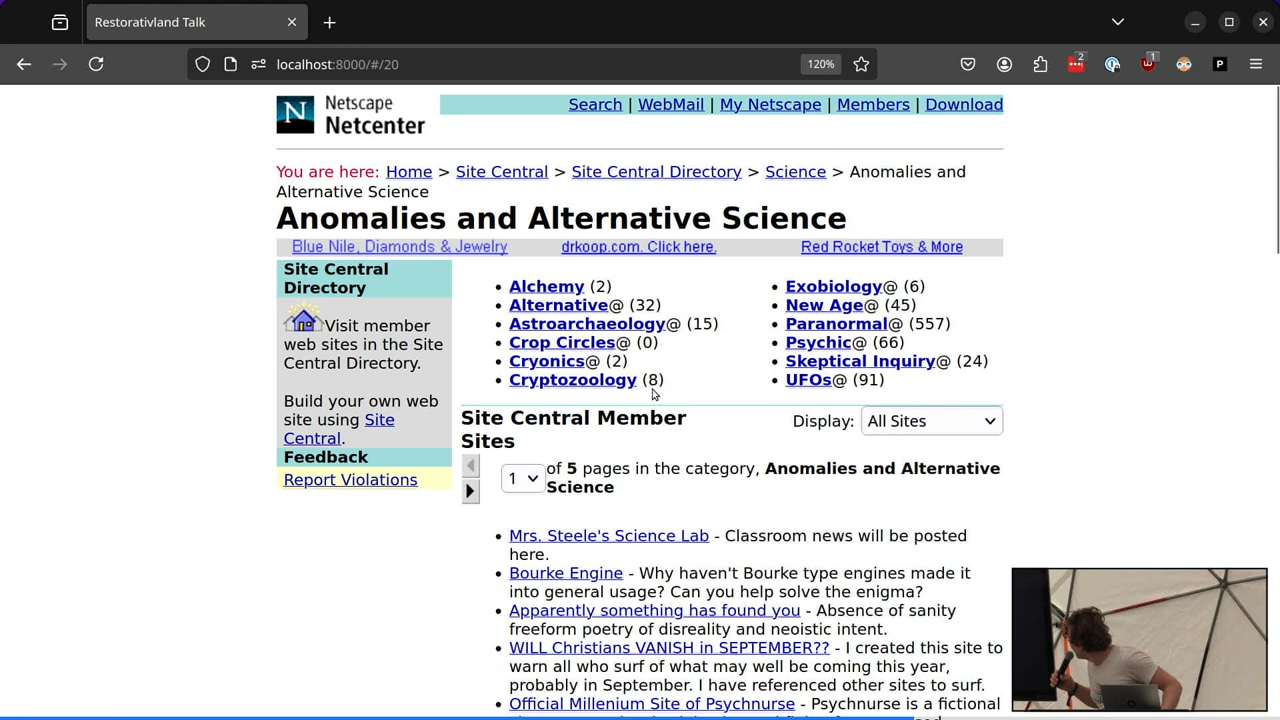 Restorativland Talk
localhost:8000/#/20
120%
2
1
P
N
Netscape
Netcenter
Search | WebMail | My Netscape | Members | Download
You are here: Home > Site Central > Site Central Directory > Science > Anomalies and
Alternative Science
Anomalies and Alternative Science
Blue Nile, Diamonds & Jewelry drkoop.com. Click here. Red Rocket Toys & More
Site Central
Directory
Visit member
web sites in the Site
Central Directory.
Build your own web
site using Site
Central.
Feedback
Report Violations
• Alchemy (2)
• Alternative@ (32)
• Astroarchaeology@ (15)
• Crop Circles@ (0)
• Cryonics@ (2)
• Cryptozoology (8)
• Exobiology@ (6)
• New Age@ (45)
• Paranormal@ (557)
• Psychic@ (66)
• Skeptical Inquiry@ (24)
• UFOs@ (91)
Site Central Member
Sites
Display: All Sites
1 of 5 pages in the category, Anomalies and Alternative
Science
• Mrs. Steele's Science Lab - Classroom news will be posted
here.
• Bourke Engine - Why haven't Bourke type engines made it
into general usage? Can you help solve the enigma?
• Apparently something has found you - Absence of sanity
freeform poetry of disreality and neoistic intent.
• WILL Christians VANISH in SEPTEMBER?? - I created this site to
warn all who surf of what may well be coming this year,
probably in September. I have referenced other sites to surf.
• Official Millenium Site of Psychnurse - Psychnurse is a fictional